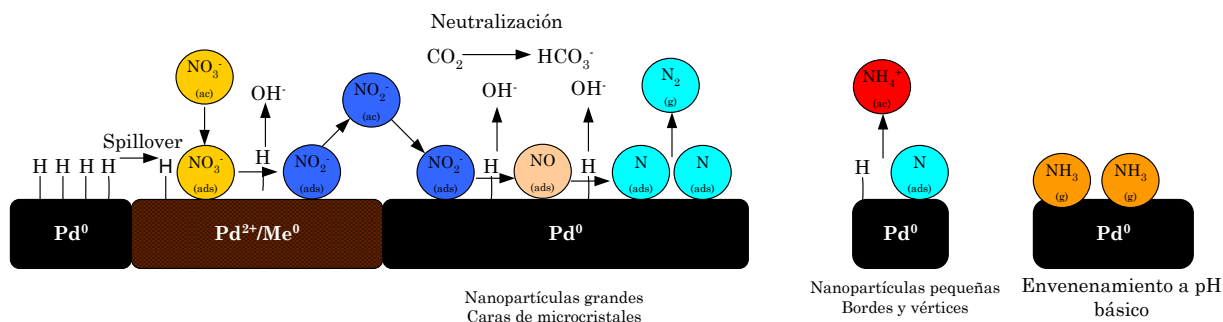 Neutralización
CO₂ HCO₃⁻
NO₃⁻
(ac)
OH⁻
NO₂⁻
(ac)
OH⁻
OH⁻
N₂
(g)
NH₄⁺
(ac)
Spillover
H H H H
H
NO₃⁻
(ads)
H
NO₂⁻
(ads)
NO₂⁻
(ads)
H
NO
(ads)
H
N
(ads)
N
(ads)
H
N
(ads)
NH₃
(g)
NH₃
(g)
Pd⁰
Pd²⁺/Me⁰
Pd⁰
Pd⁰
Pd⁰
Nanopartículas grandes
Caras de microcristales
Nanopartículas pequeñas
Bordes y vértices
Envenenamiento a pH
básico